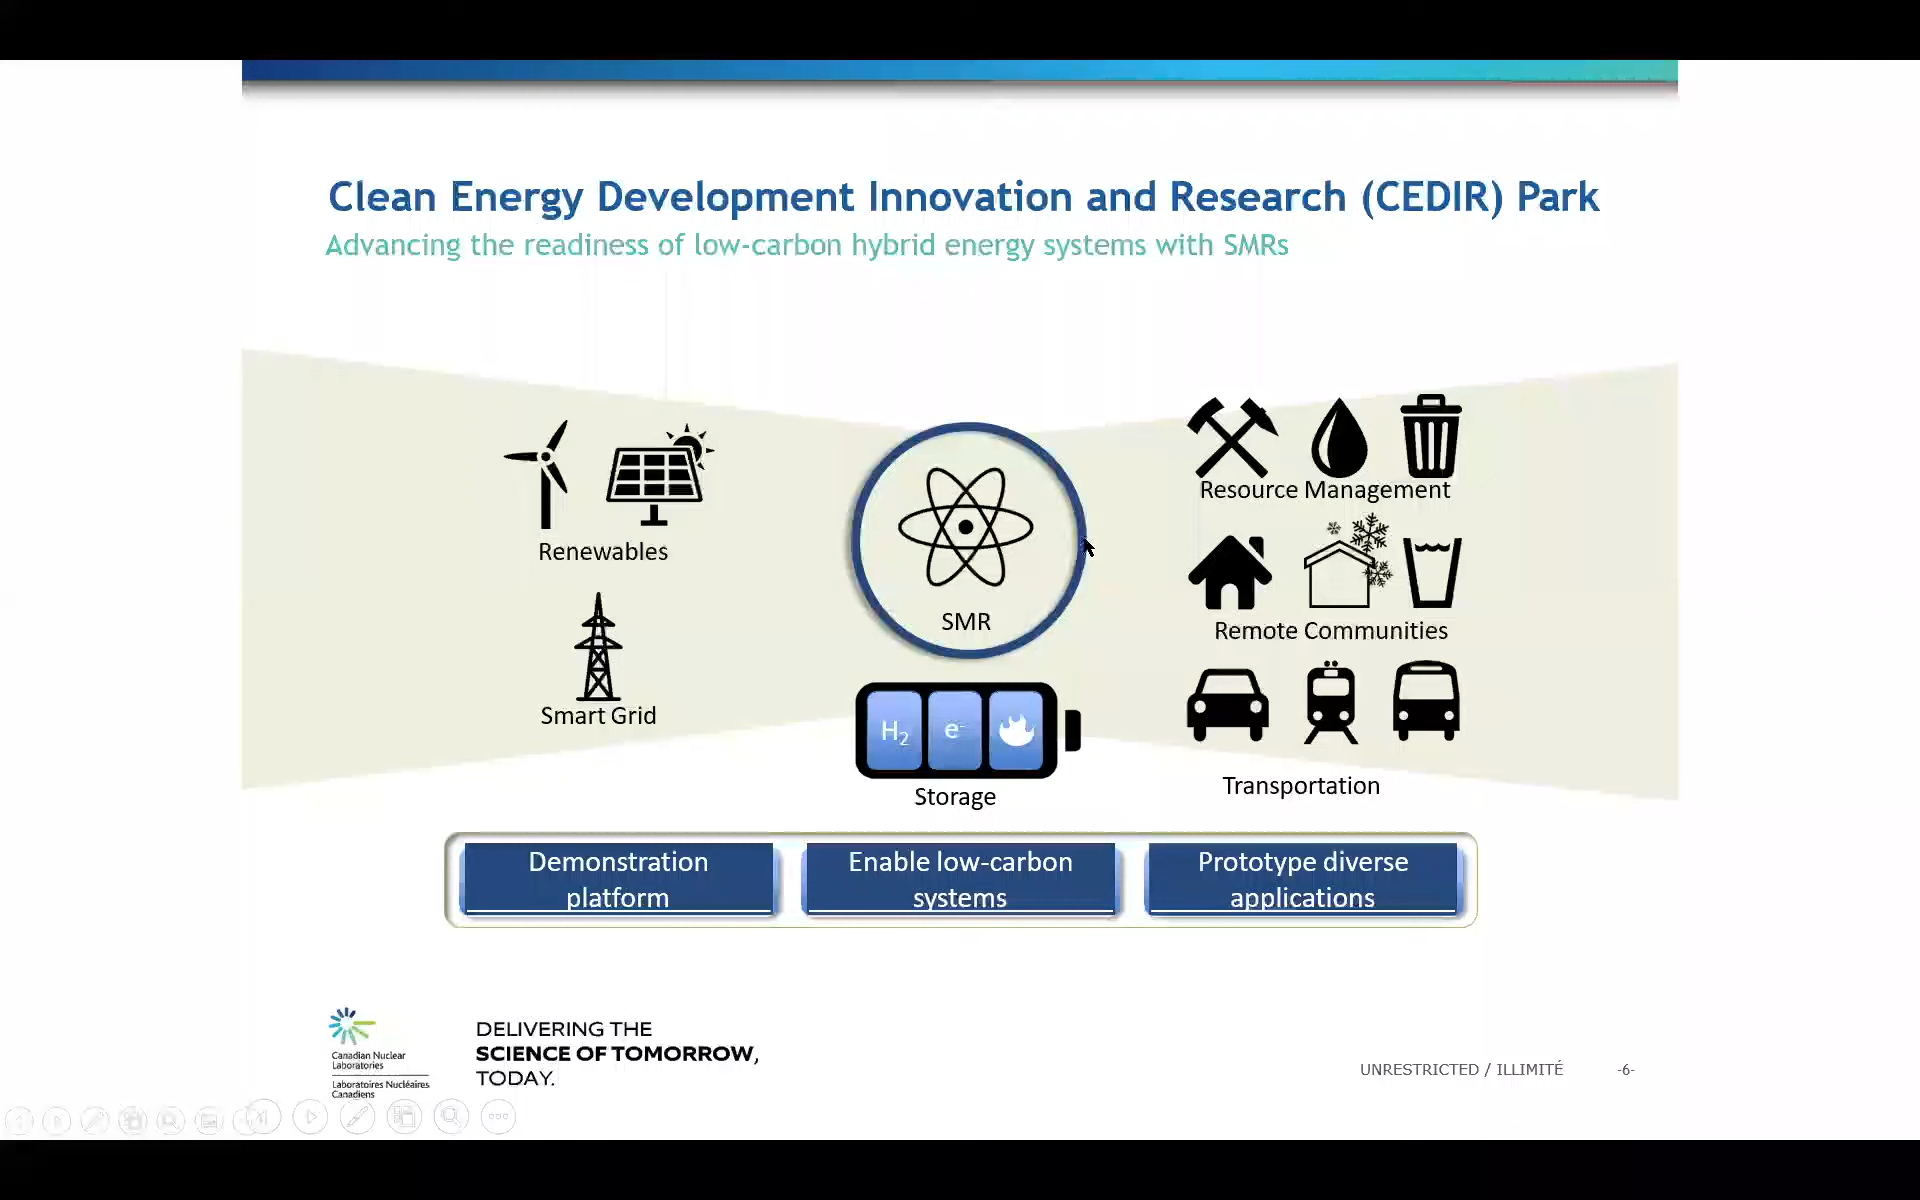 Clean Energy Development Innovation and Research (CEDIR) Park
Advancing the readiness of low-carbon hybrid energy systems with SMRs
Renewables
Smart Grid
SMR
H2
e-
Storage
Resource Management
Remote Communities
Transportation
Demonstration
platform
Enable low-carbon
systems
Prototype diverse
applications
Canadian Nuclear
Laboratories
Laboratoires Nucléaires
Canadiens
DELIVERING THE
SCIENCE OF TOMORROW,
TODAY.
UNRESTRICTED / ILLIMITÉ
-6-